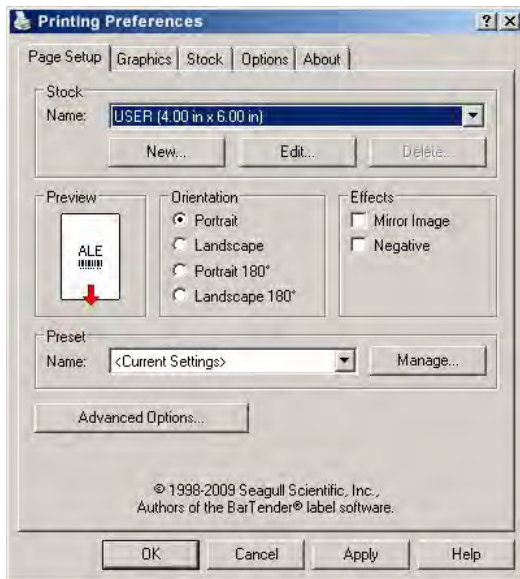 Printing Preferences
Page Setup Graphics Stock Options About
Stock
Name: USER (4.00 in x 6.00 in)
New... Edit... Delete...
Preview Orientation Effects
Portrait Mirror Image
ALE Landscape Negative
Portrait 180°
Landscape 180°
Preset
Name: <Current Settings> Manage...
Advanced Options...
© 1998-2009 Seagull Scientific, Inc.,
Authors of the BarTender® label software.
OK Cancel Apply Help